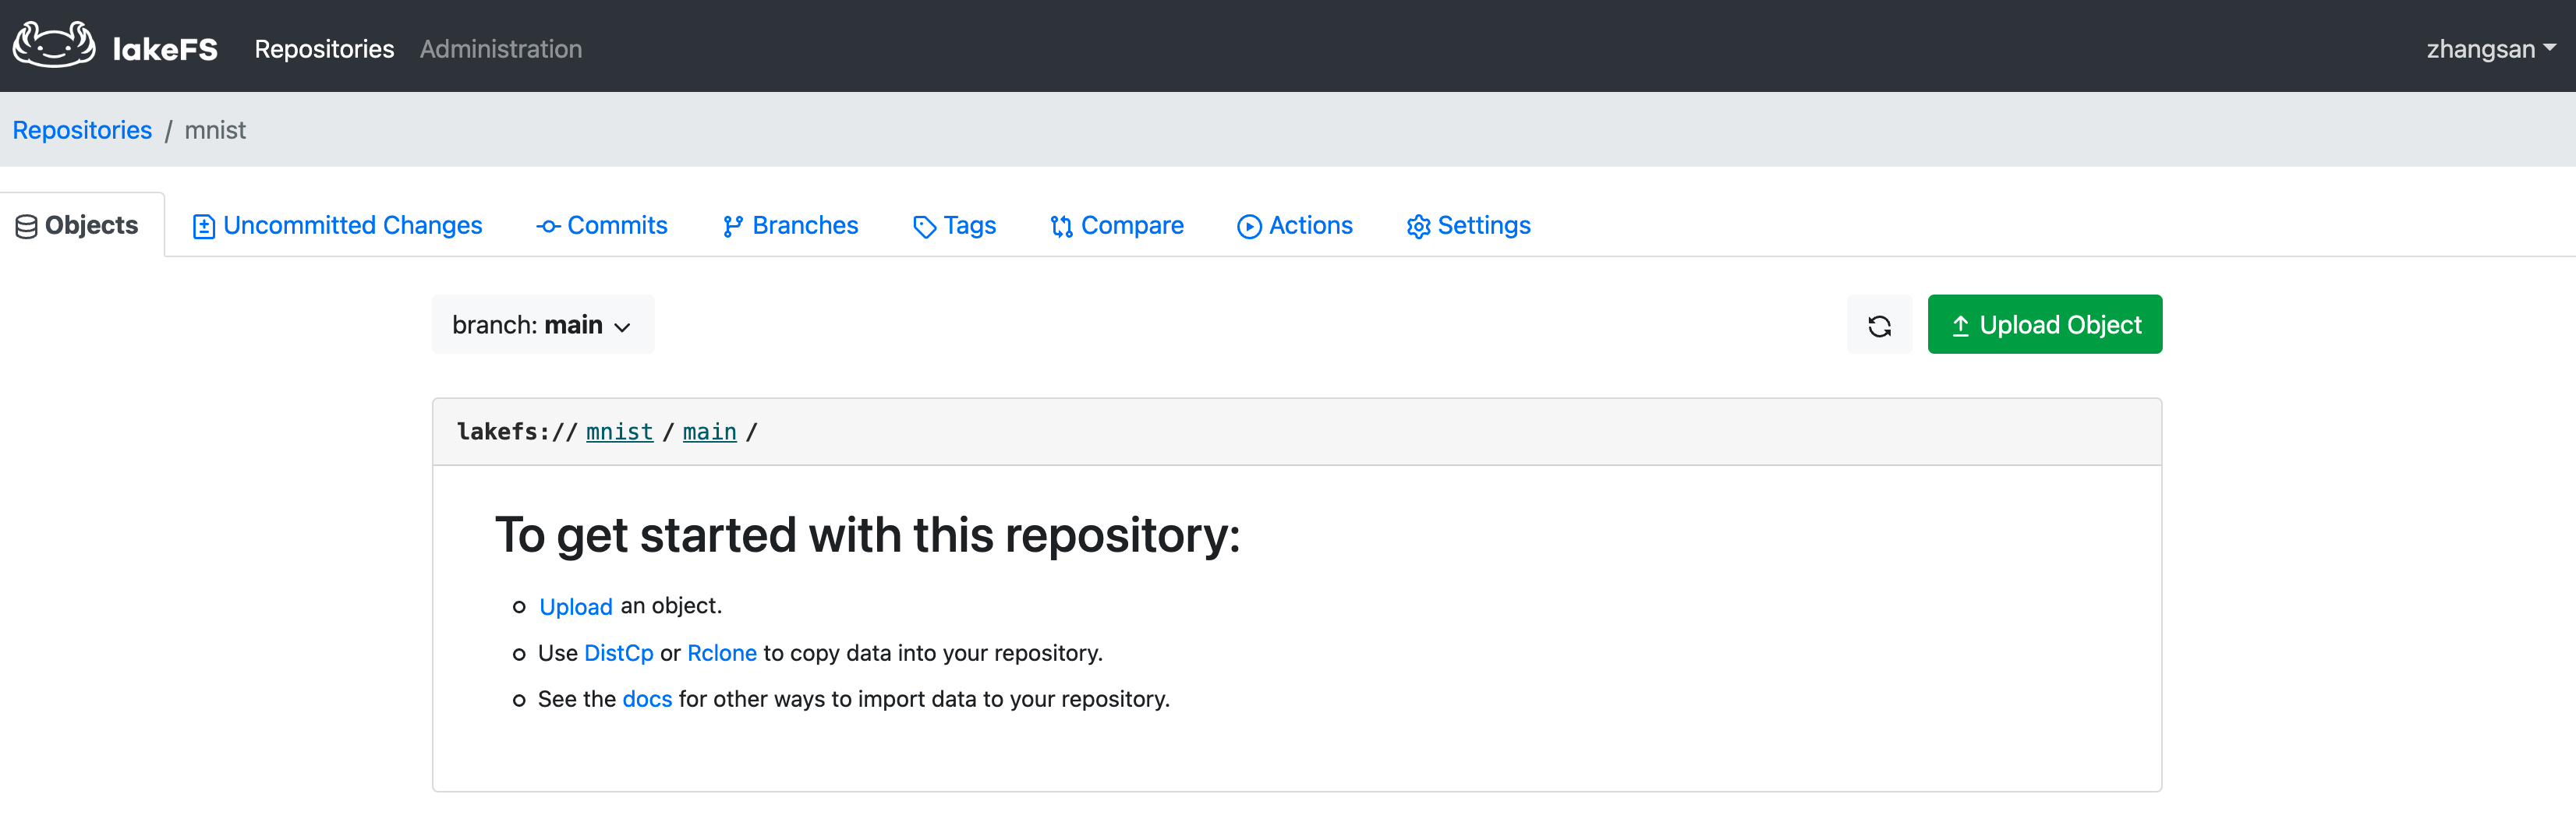 lakeFS Repositories Administration zhangsan
Repositories / mnist
Objects Uncommitted Changes Commits Branches Tags Compare Actions Settings
branch: main Upload Object
lakefs:// mnist / main /
To get started with this repository:
Upload an object.
Use DistCp or Rclone to copy data into your repository.
See the docs for other ways to import data to your repository.